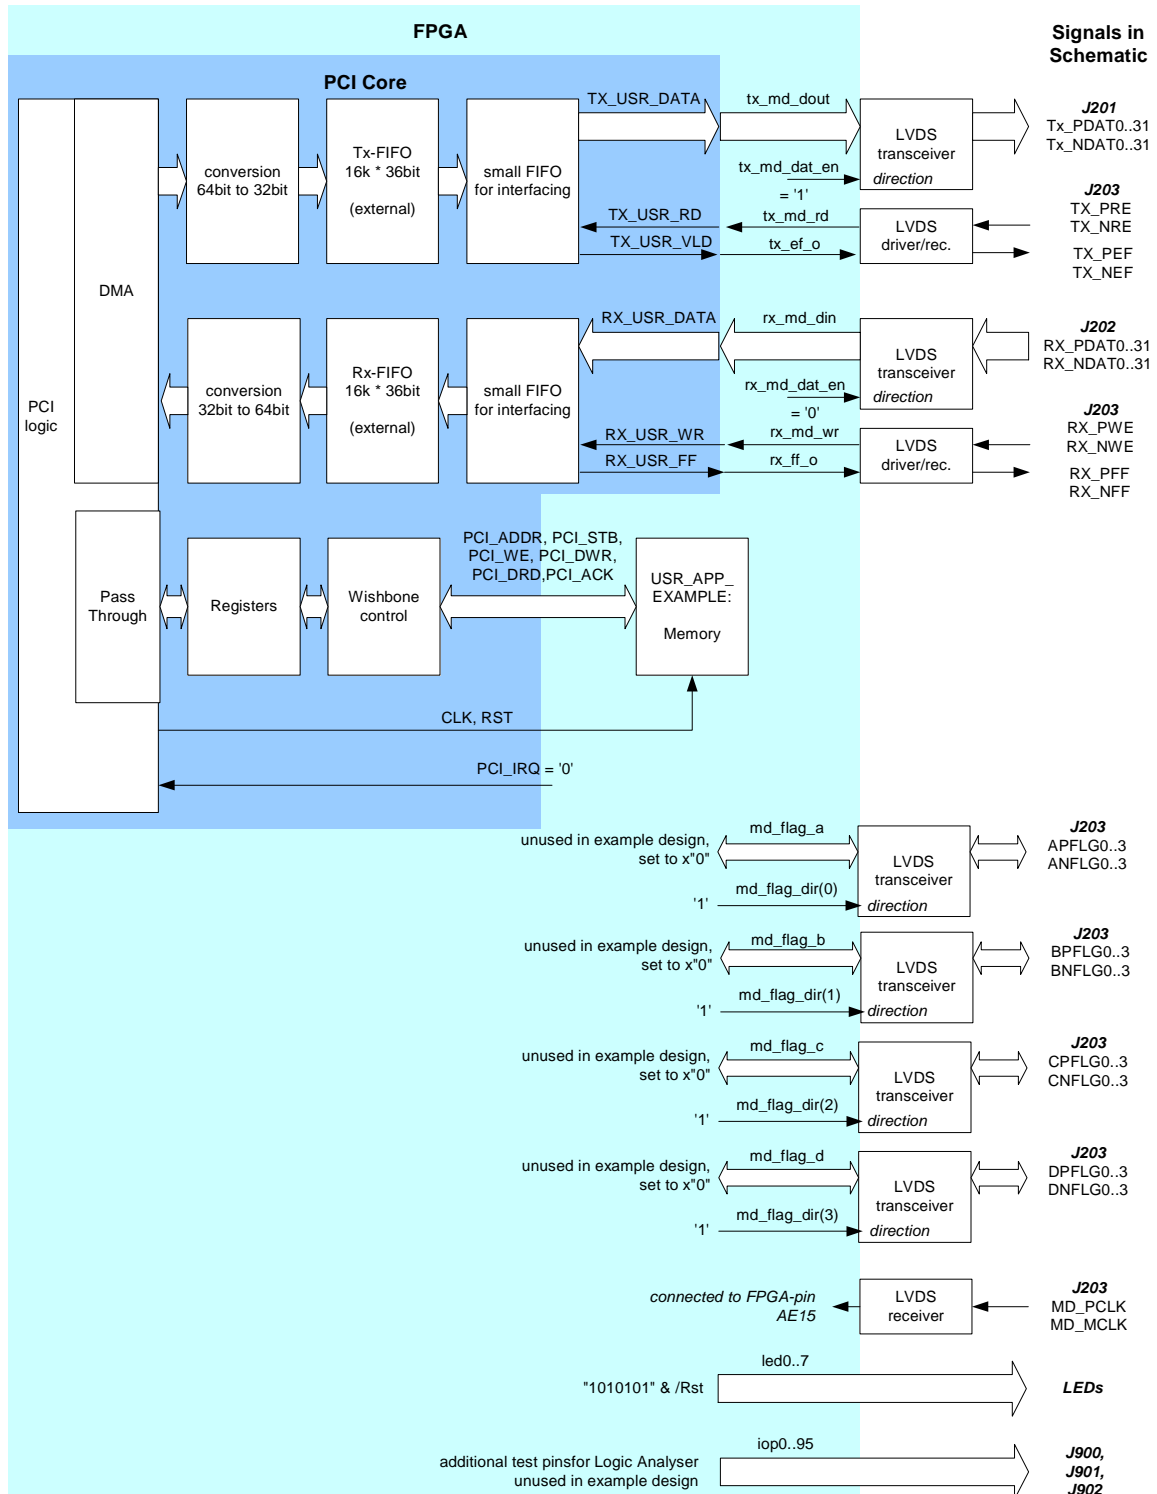 FPGA
Signals in
Schematic
PCI Core
TX_USR_DATA
tx_md_dout
J201
Tx_PDAT0..31
Tx_NDAT0..31
conversion
64bit to 32bit
Tx-FIFO
16k * 36bit
(external)
small FIFO
for interfacing
LVDS
transceiver
direction
tx_md_dat_en
= '1'
TX_USR_RD
tx_md_rd
TX_USR_VLD
tx_ef_o
LVDS
driver/rec.
J203
TX_PRE
TX_NRE
TX_PEF
TX_NEF
DMA
RX_USR_DATA
rx_md_din
J202
RX_PDAT0..31
RX_NDAT0..31
PCI
logic
conversion
32bit to 64bit
Rx-FIFO
16k * 36bit
(external)
small FIFO
for interfacing
LVDS
transceiver
direction
rx_md_dat_en
= '0'
RX_USR_WR
rx_md_wr
RX_USR_FF
rx_ff_o
LVDS
driver/rec.
J203
RX_PWE
RX_NWE
RX_PFF
RX_NFF
Pass
Through
Registers
Wishbone
control
PCI_ADDR, PCI_STB,
PCI_WE, PCI_DWR,
PCI_DRD,PCI_ACK
USR_APP_
EXAMPLE:
Memory
CLK, RST
PCI_IRQ = '0'
unused in example design,
set to x"0"
md_flag_a
'1'
md_flag_dir(0)
LVDS
transceiver
direction
J203
APFLG0..3
ANFLG0..3
unused in example design,
set to x"0"
md_flag_b
'1'
md_flag_dir(1)
LVDS
transceiver
direction
J203
BPFLG0..3
BNFLG0..3
unused in example design,
set to x"0"
md_flag_c
'1'
md_flag_dir(2)
LVDS
transceiver
direction
J203
CPFLG0..3
CNFLG0..3
unused in example design,
set to x"0"
md_flag_d
'1'
md_flag_dir(3)
LVDS
transceiver
direction
J203
DPFLG0..3
DNFLG0..3
connected to FPGA-pin
AE15
LVDS
receiver
J203
MD_PCLK
MD_MCLK
led0..7
"1010101" & /Rst
LEDs
iop0..95
additional test pinsfor Logic Analyser
unused in example design
J900,
J901,
J902